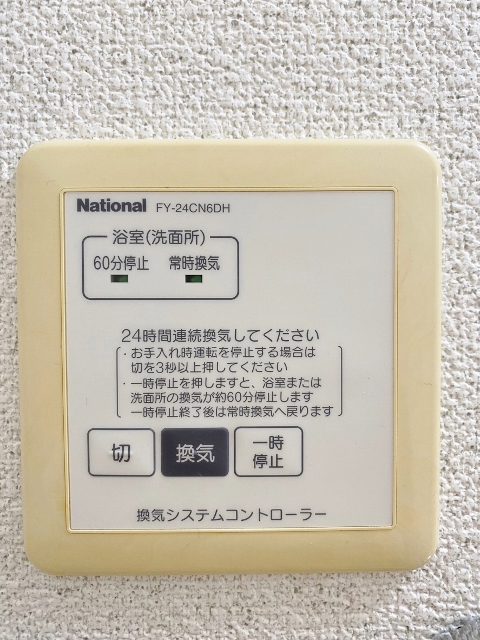 National FY-24CN6DH
浴室(洗面所)
60分停止 常時換気
24時間連続換気してください
・お手入れ時運転を停止する場合は
切を3秒以上押してください
・一時停止を押しますと、浴室または
洗面所の換気が約60分停止します
一時停止終了後は常時換気へ戻ります
切 換気 一時
停止
換気システムコントローラー